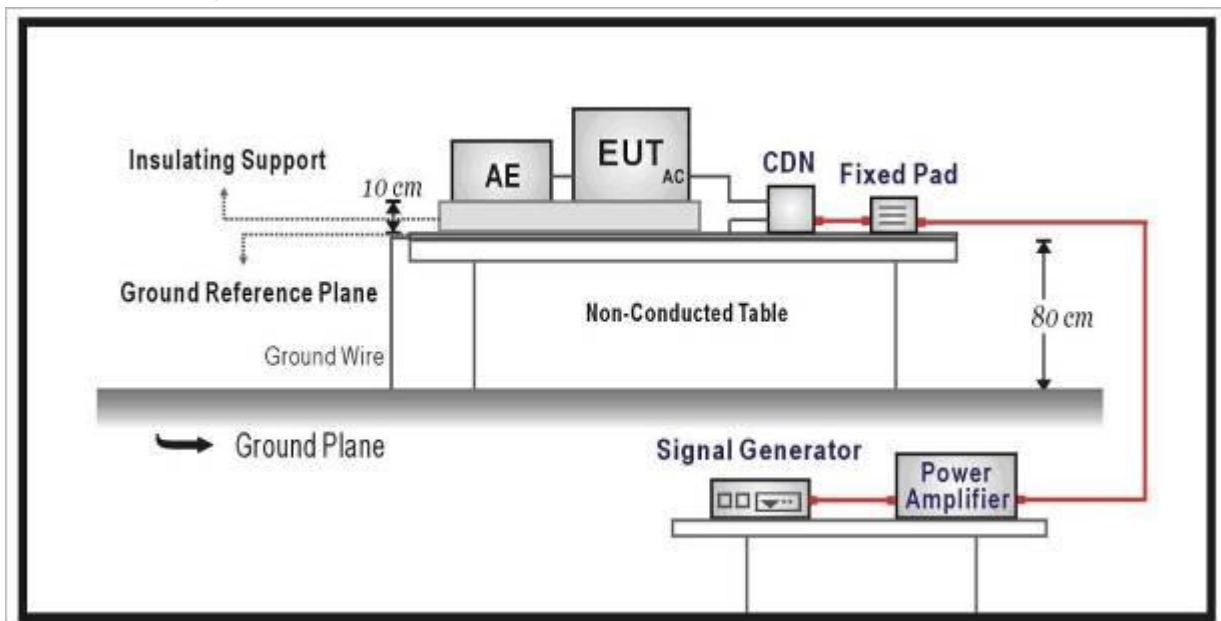 Insulating Support
10 cm
AE
EUT
AC
CDN
Fixed Pad
Ground Reference Plane
Non-Conducted Table
80 cm
Ground Wire
Ground Plane
Signal Generator
Power
Amplifier